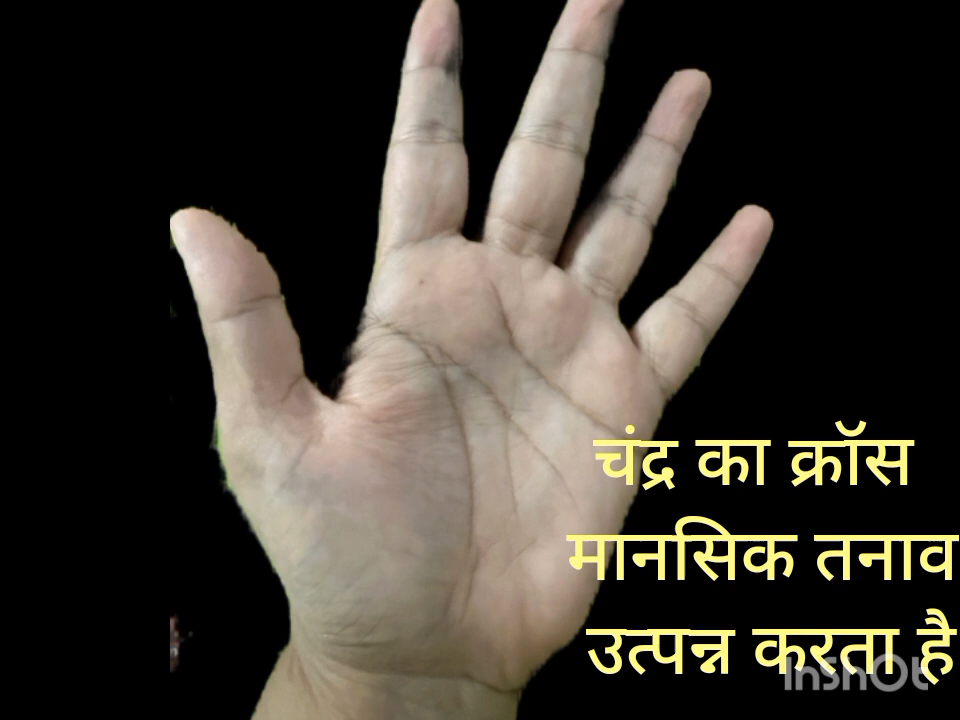 चंद्र का क्रॉस
मानसिक तनाव
उत्पन्न करता है
InShOt